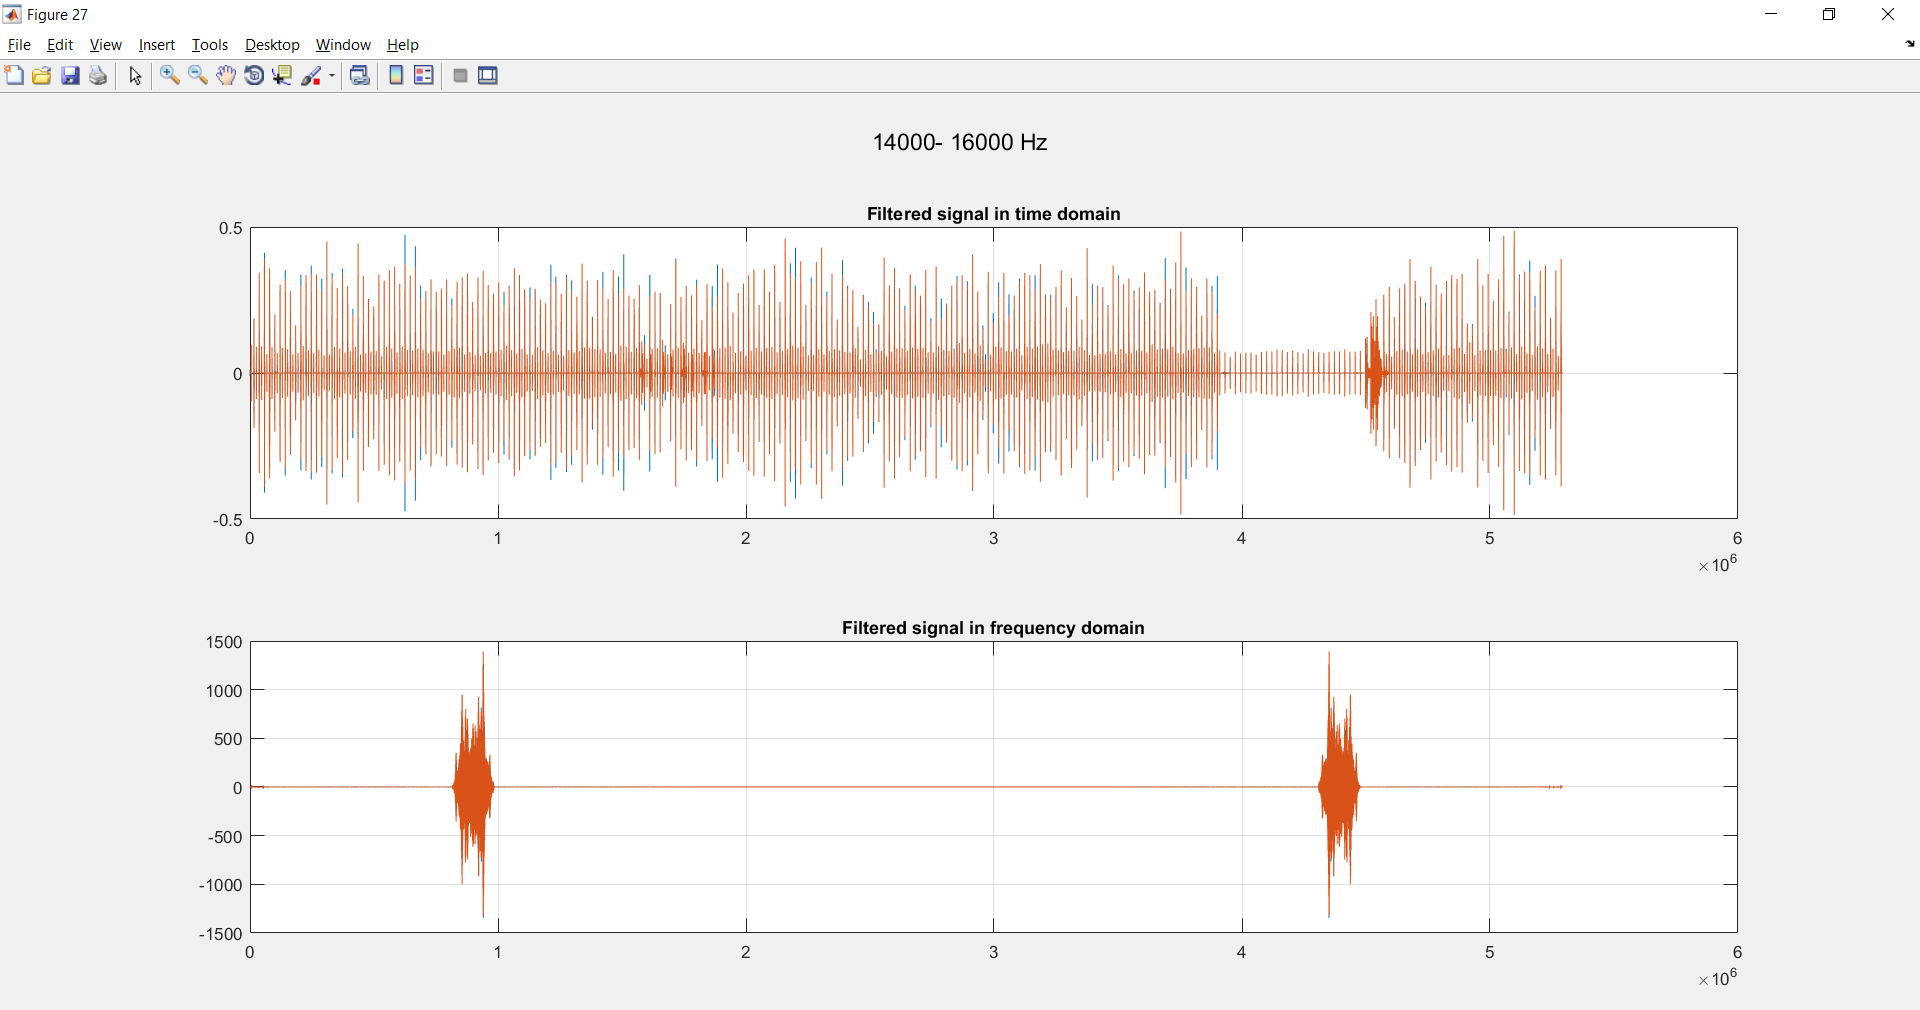 Figure 27
File Edit View Insert Tools Desktop Window Help
14000- 16000 Hz
Filtered signal in time domain
0.5
0
-0.5
0 1 2 3 4 5 6
×10^6
Filtered signal in frequency domain
1500
1000
500
0
-500
-1000
-1500
0 1 2 3 4 5 6
×10^6